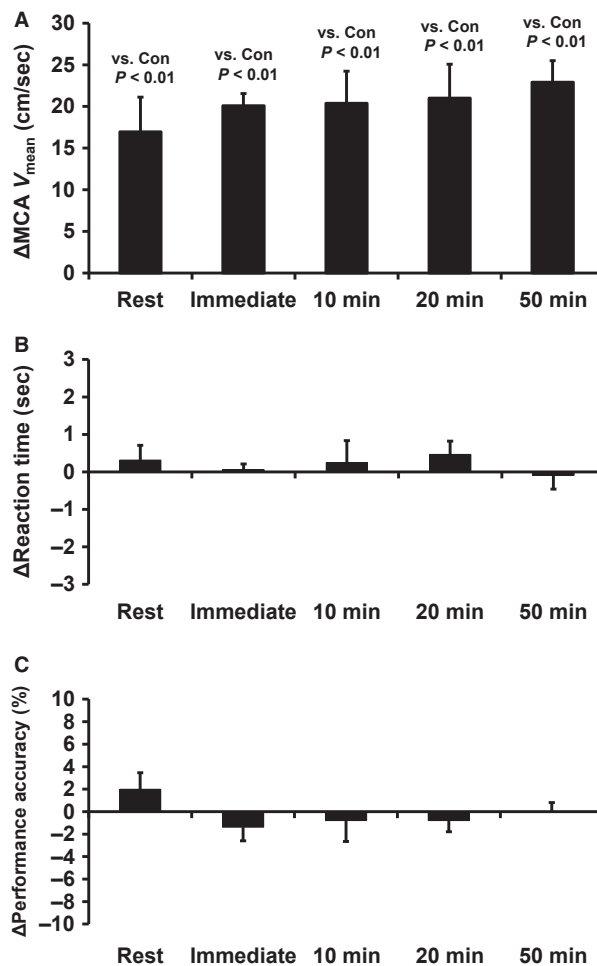 A
ΔMCA Vmean (cm/sec)
30
25
20
15
10
5
0
vs. Con
P < 0.01
vs. Con
P < 0.01
vs. Con
P < 0.01
vs. Con
P < 0.01
vs. Con
P < 0.01
Rest Immediate 10 min 20 min 50 min
B
ΔReaction time (sec)
3
2
1
0
–1
–2
–3
Rest Immediate 10 min 20 min 50 min
C
ΔPerformance accuracy (%)
10
8
6
4
2
0
–2
–4
–6
–8
–10
Rest Immediate 10 min 20 min 50 min